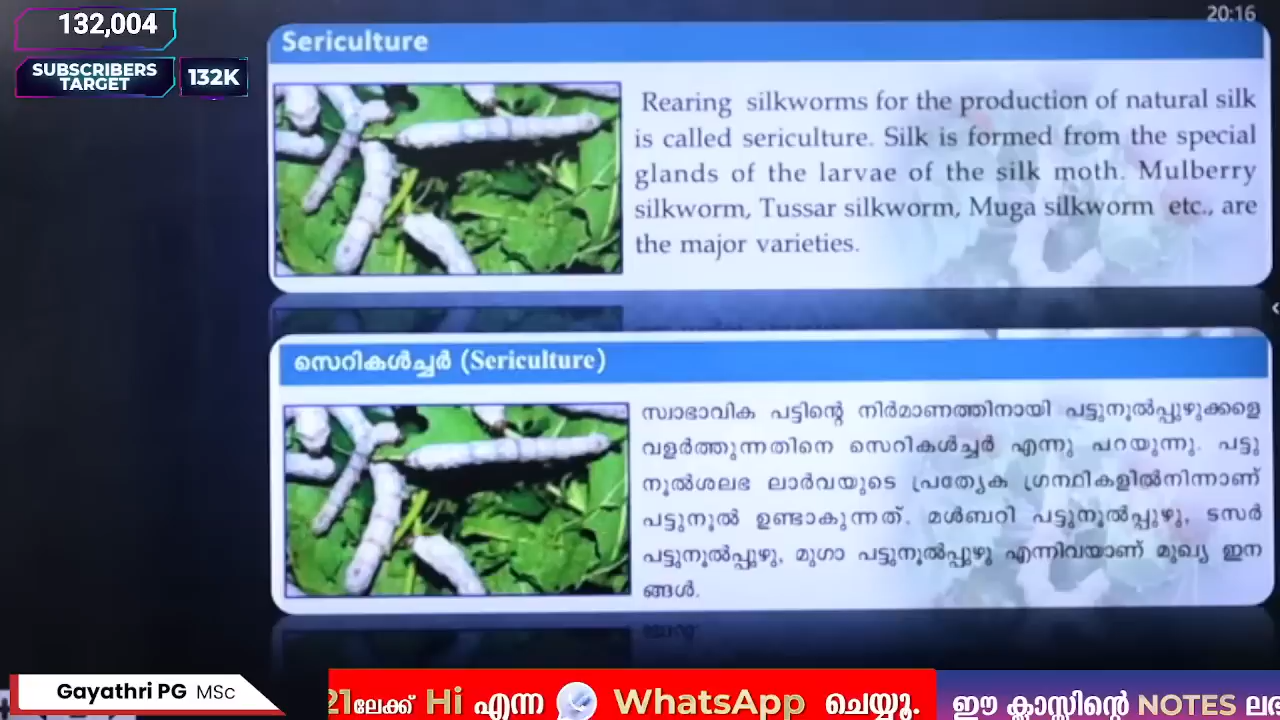 132,004
SUBSCRIBERS
TARGET
132K
20:16
Sericulture
Rearing silkworms for the production of natural silk
is called sericulture. Silk is formed from the special
glands of the larvae of the silk moth. Mulberry
silkworm, Tussar silkworm, Muga silkworm etc., are
the major varieties.
സെറികൾച്ചർ (Sericulture)
സ്വാഭാവിക പട്ടിന്റെ നിർമാണത്തിനായി പട്ടുനൂൽപ്പുഴുക്കളെ
വളർത്തുന്നതിനെ സെറികൾച്ചർ എന്നു പറയുന്നു. പട്ടു
നൂൽശലഭ ലാർവയുടെ പ്രത്യേക ഗ്രന്ഥികളിൽനിന്നാണ്
പട്ടുനൂൽ ഉണ്ടാകുന്നത്. മൾബറി പട്ടുനൂൽപ്പുഴു, ടസർ
പട്ടുനൂൽപ്പുഴു, മുഗാ പട്ടുനൂൽപ്പുഴു എന്നിവയാണ് മുഖ്യ ഇന
ങ്ങൾ.
Gayathri PG MSc
21ലേക്ക് Hi എന്ന WhatsApp ചെയ്യൂ.
ഈ ക്ലാസ്സിന്റെ NOTES